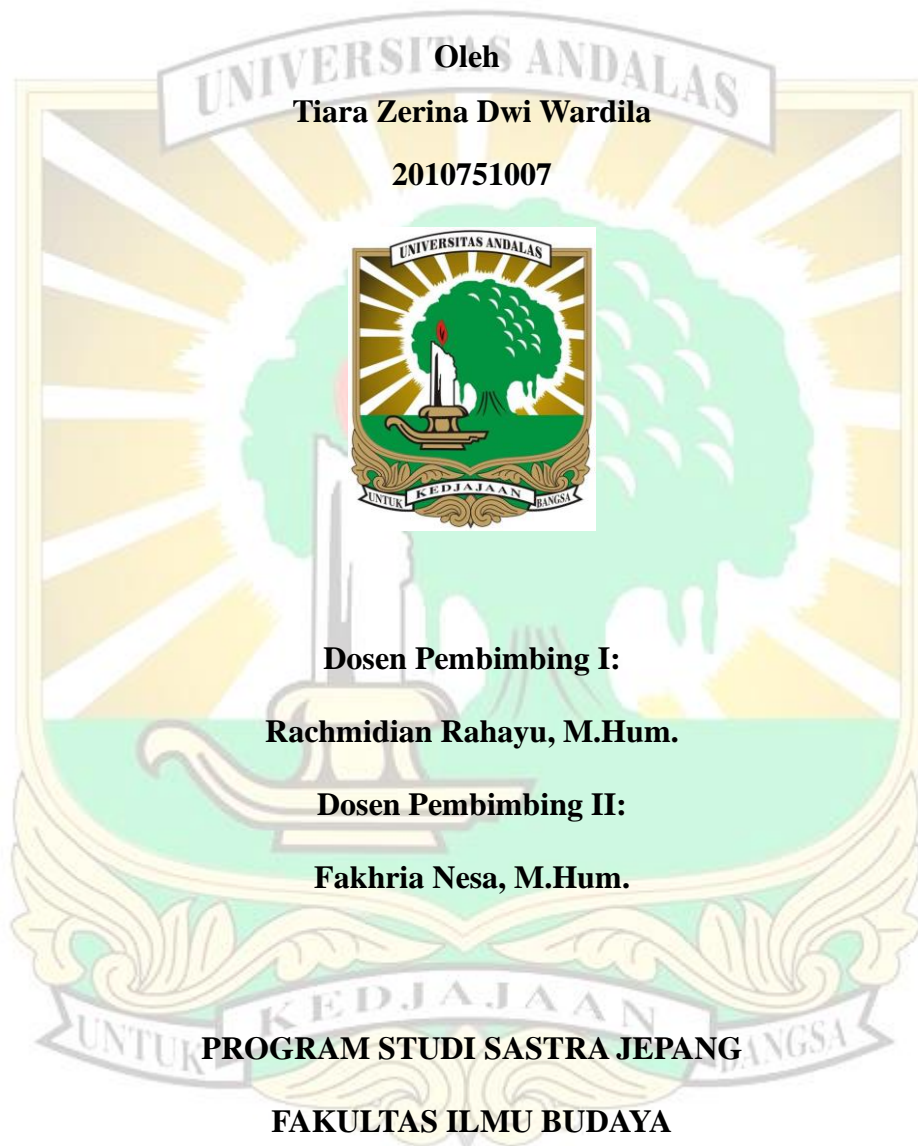 UNIVERSITAS ANDALAS
Oleh
Tiara Zerina Dwi Wardila
2010751007
UNIVERSITAS ANDALAS
UNTUK KEDJAJAAN BANGSA
Dosen Pembimbing I:
Rachmidian Rahayu, M.Hum.
Dosen Pembimbing II:
Fakhria Nesa, M.Hum.
UNTUK KEDJAJAAN BANGSA
PROGRAM STUDI SASTRA JEPANG
FAKULTAS ILMU BUDAYA